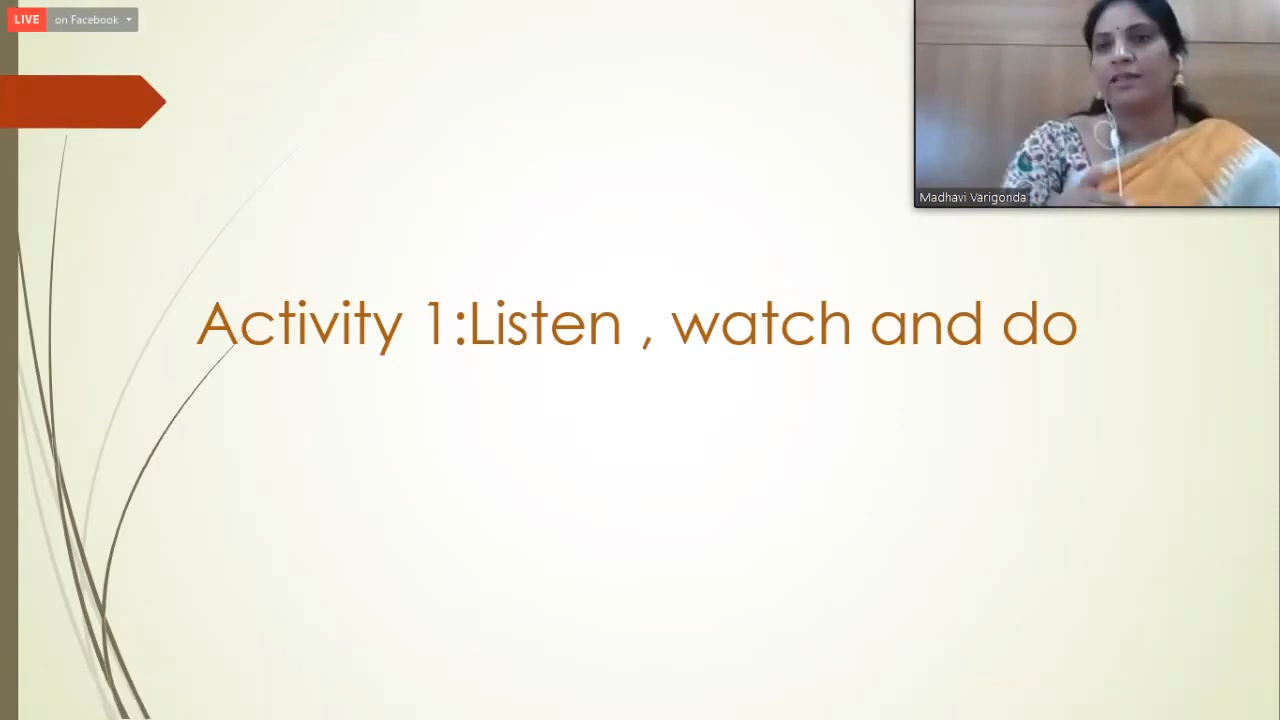 LIVE on Facebook
Madhavi Varigonda
Activity 1:Listen , watch and do